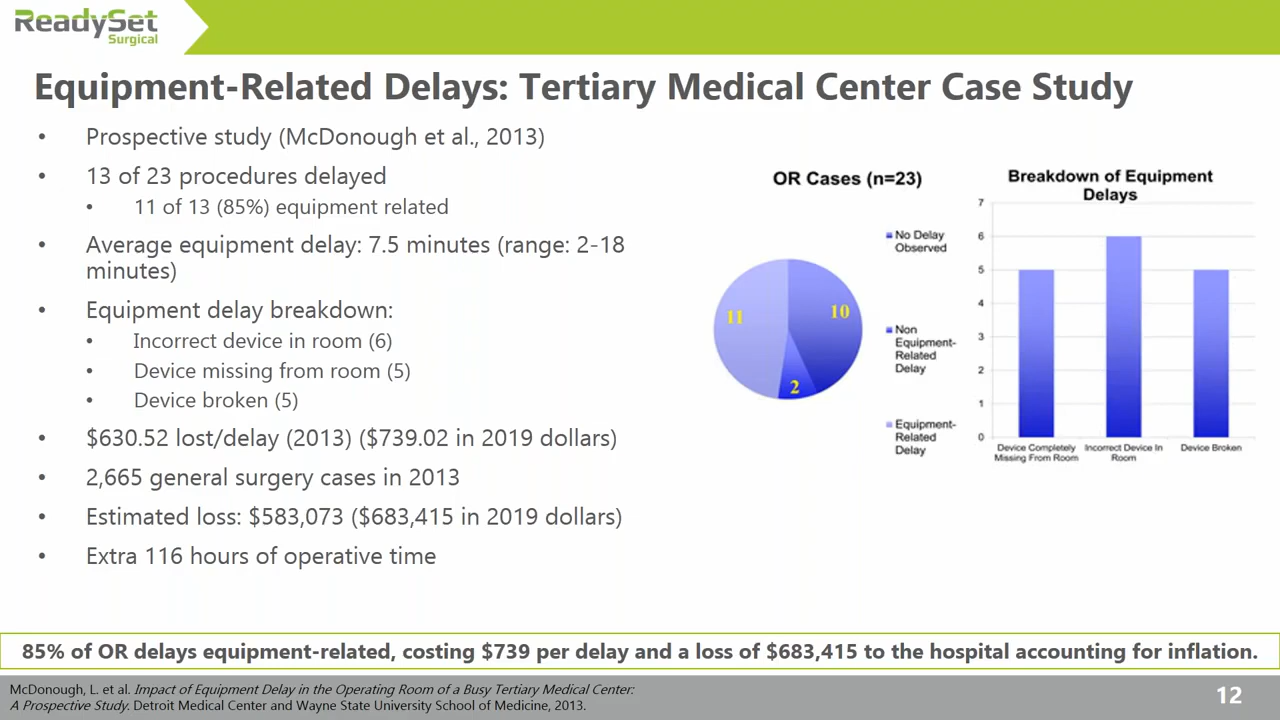 ReadySet
Surgical
Equipment-Related Delays: Tertiary Medical Center Case Study
• Prospective study (McDonough et al., 2013)
• 13 of 23 procedures delayed
• 11 of 13 (85%) equipment related
• Average equipment delay: 7.5 minutes (range: 2-18
minutes)
• Equipment delay breakdown:
• Incorrect device in room (6)
• Device missing from room (5)
• Device broken (5)
• $630.52 lost/delay (2013) ($739.02 in 2019 dollars)
• 2,665 general surgery cases in 2013
• Estimated loss: $583,073 ($683,415 in 2019 dollars)
• Extra 116 hours of operative time
OR Cases (n=23)
11
10
2
No Delay
Observed
Non
Equipment-
Related
Delay
Equipment-
Related
Delay
Breakdown of Equipment
Delays
7
6
5
4
3
2
1
0
Device Completely
Missing From Room
Incorrect Device In
Room
Device Broken
85% of OR delays equipment-related, costing $739 per delay and a loss of $683,415 to the hospital accounting for inflation.
McDonough, L. et al. Impact of Equipment Delay in the Operating Room of a Busy Tertiary Medical Center:
A Prospective Study. Detroit Medical Center and Wayne State University School of Medicine, 2013.
12